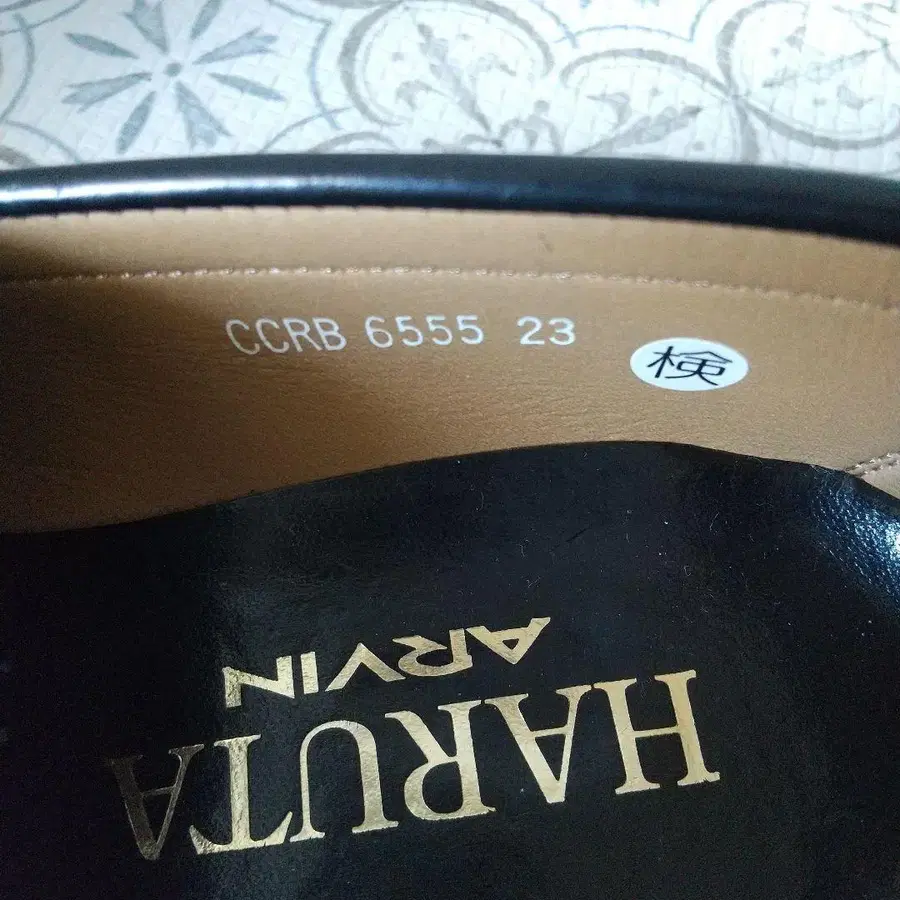 CCRB 6555 23
検
HARUTA
ARVIN